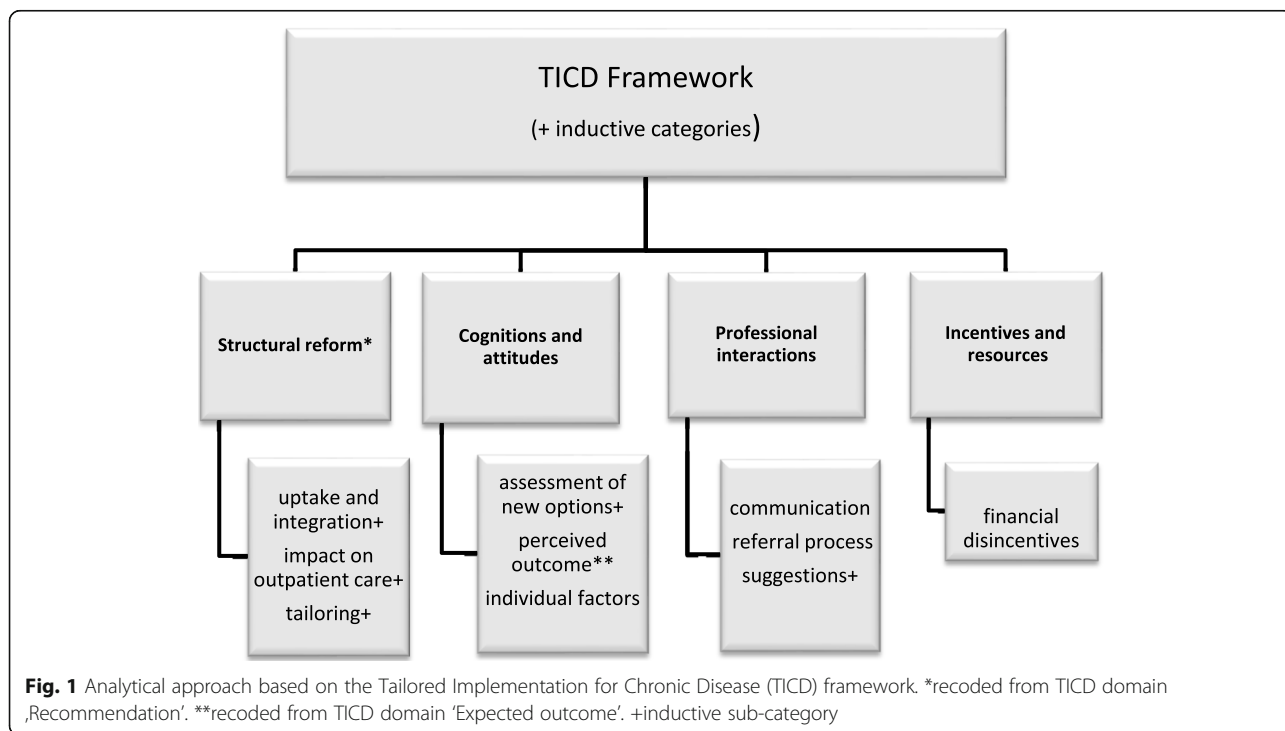 TICD Framework
(+ inductive categories)
Structural reform*
Cognitions and
attitudes
Professional
interactions
Incentives and
resources
uptake and
integration+
impact on
outpatient care+
tailoring+
assessment of
new options+
perceived
outcome**
individual factors
communication
referral process
suggestions+
financial
disincentives
Fig. 1 Analytical approach based on the Tailored Implementation for Chronic Disease (TICD) framework. *recoded from TICD domain
‚Recommendation’. **recoded from TICD domain ‘Expected outcome’. +inductive sub-category